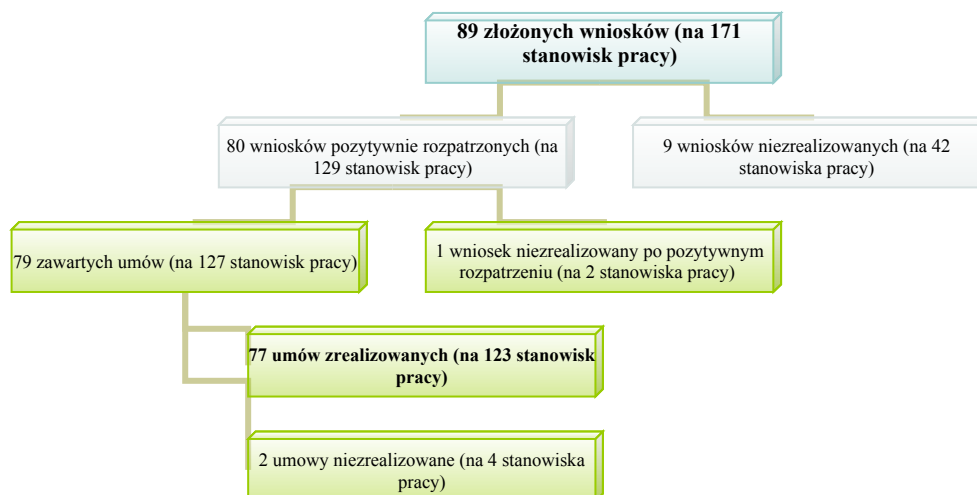 89 złożonych wniosków (na 171
stanowisk pracy)
80 wniosków pozytywnie rozpatrzonych (na
129 stanowisk pracy)
9 wniosków niezrealizowanych (na 42
stanowiska pracy)
79 zawartych umów (na 127 stanowisk pracy)
1 wniosek niezrealizowany po pozytywnym
rozpatrzeniu (na 2 stanowiska pracy)
77 umów zrealizowanych (na 123 stanowisk
pracy)
2 umowy niezrealizowane (na 4 stanowiska
pracy)